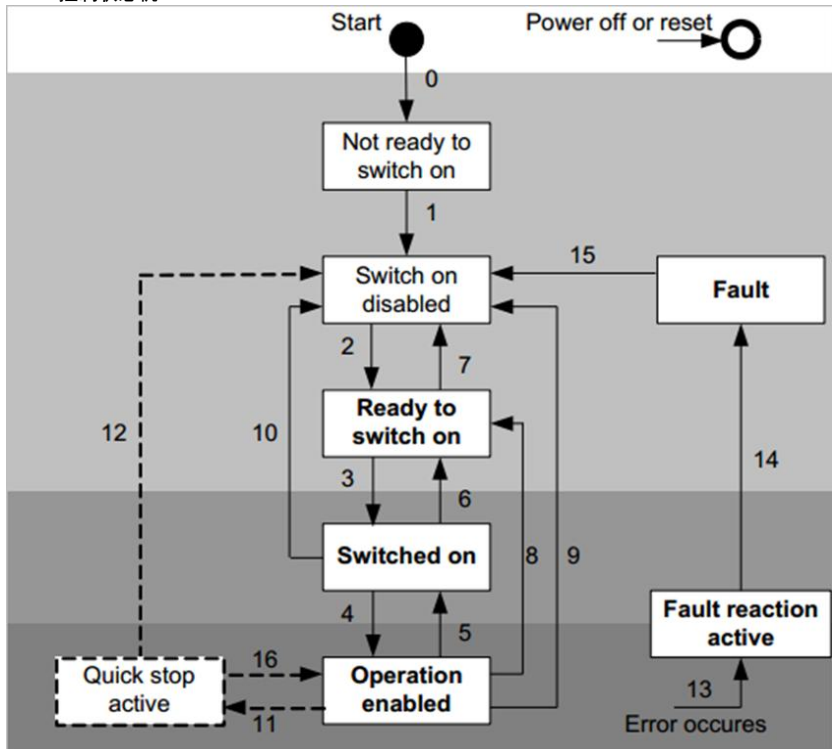 Start
Power off or reset
0
Not ready to
switch on
1
Switch on
disabled
15
Fault
2
7
Ready to
switch on
12
10
14
3
6
Switched on
8
9
4
5
Fault reaction
active
Quick stop
active
16
11
Operation
enabled
13
Error occures